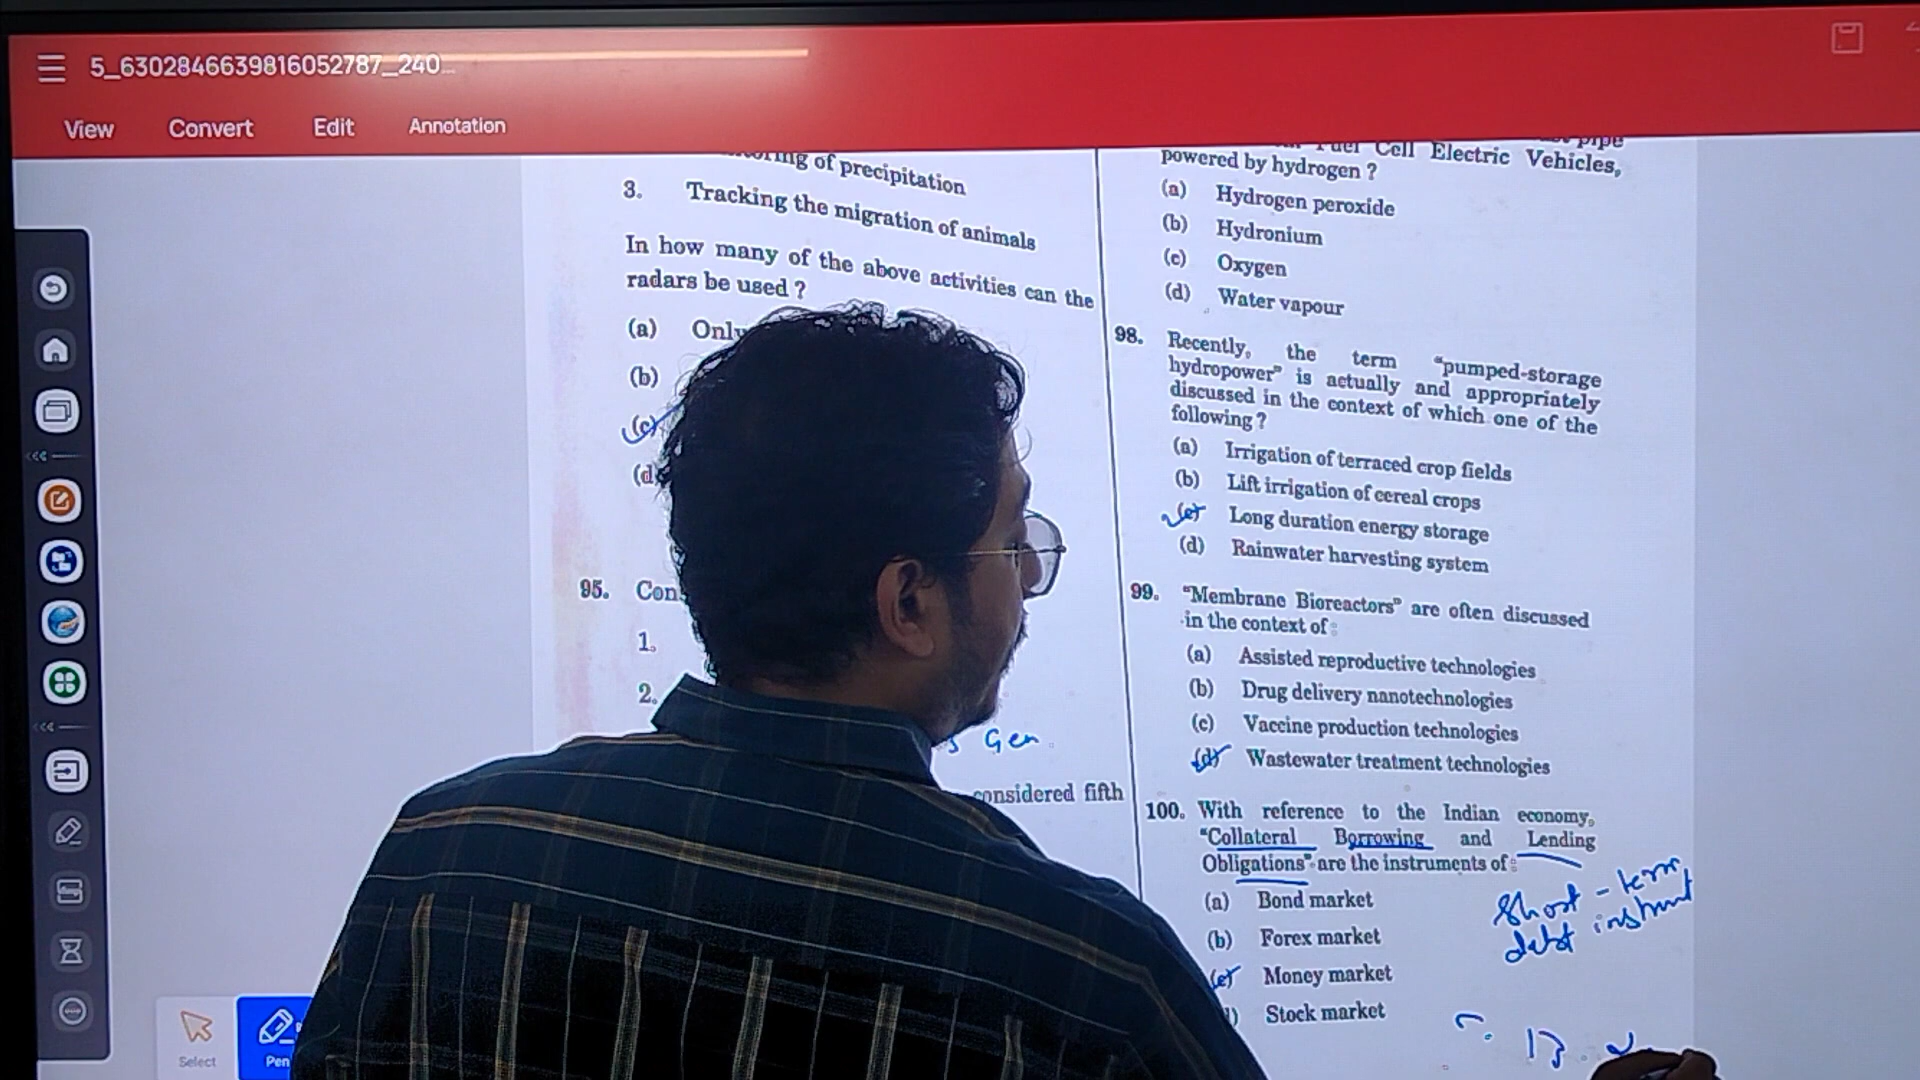 5_6302846639816052787_240...
View Convert Edit Annotation
of precipitation
3. Tracking the migration of animals
In how many of the above activities can the
radars be used ?
(a) Only
(b)
(c)
(d)
95.
1.
2.
Gen
considered fifth
pipe
Fuel Cell Electric Vehicles,
powered by hydrogen ?
(a) Hydrogen peroxide
(b) Hydronium
(c) Oxygen
(d) Water vapour
98. Recently, the term "pumped-storage
hydropower" is actually and appropriately
discussed in the context of which one of the
following ?
(a) Irrigation of terraced crop fields
(b) Lift irrigation of cereal crops
(c) Long duration energy storage
(d) Rainwater harvesting system
99. "Membrane Bioreactors" are often discussed
in the context of :
(a) Assisted reproductive technologies
(b) Drug delivery nanotechnologies
(c) Vaccine production technologies
(d) Wastewater treatment technologies
100. With reference to the Indian economy,
"Collateral Borrowing and Lending
Obligations" are the instruments of :
(a) Bond market
(b) Forex market
(c) Money market
Stock market
Short-term
debt
Select
Pen